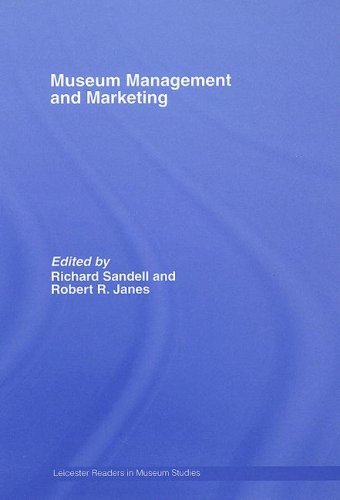 Museum Management
and Marketing
Edited by
Richard Sandell and
Robert R. Janes
Leicester Readers in Museum Studies